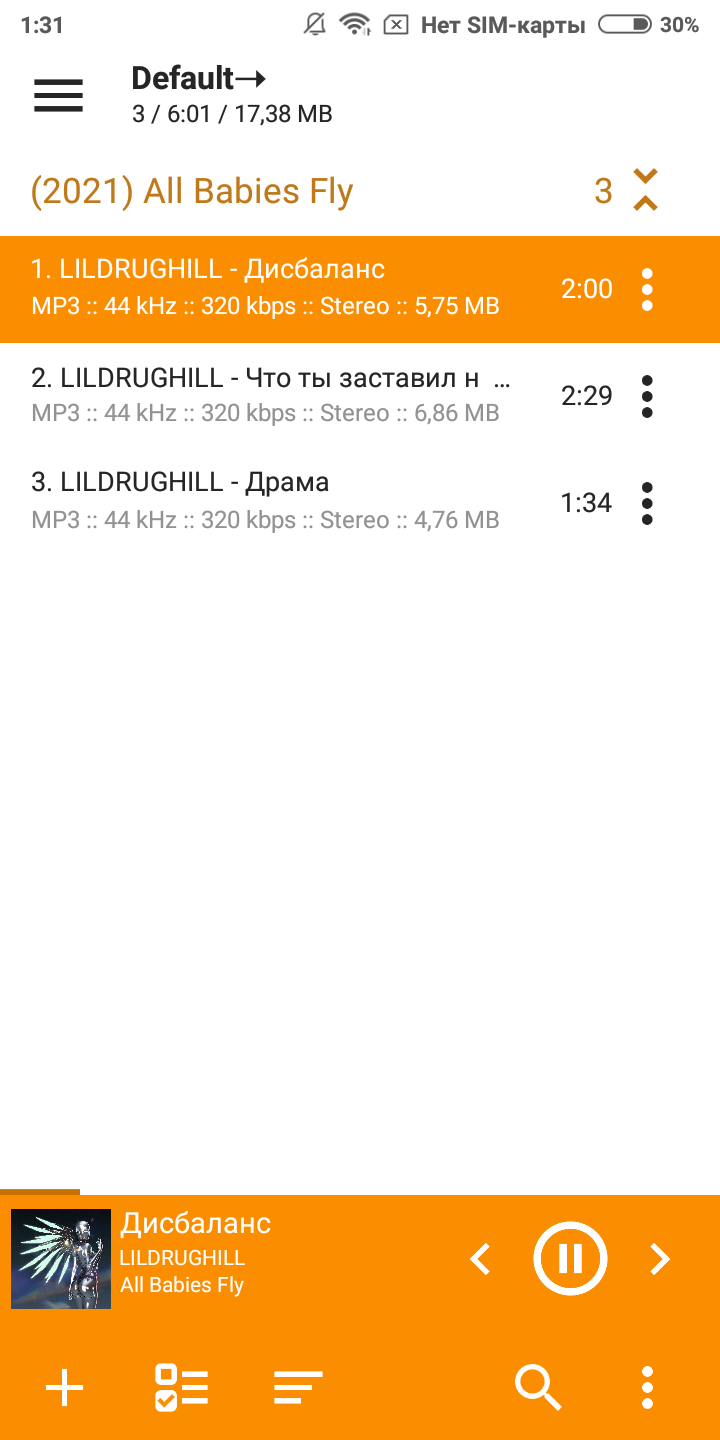 1:31 Нет SIM-карты 30%
Default→
3 / 6:01 / 17,38 MB
(2021) All Babies Fly 3
1. LILDRUGHILL - Дисбаланс 2:00
MP3 :: 44 kHz :: 320 kbps :: Stereo :: 5,75 MB
2. LILDRUGHILL - Что ты заставил н ... 2:29
MP3 :: 44 kHz :: 320 kbps :: Stereo :: 6,86 MB
3. LILDRUGHILL - Драма 1:34
MP3 :: 44 kHz :: 320 kbps :: Stereo :: 4,76 MB
Дисбаланс
LILDRUGHILL
All Babies Fly